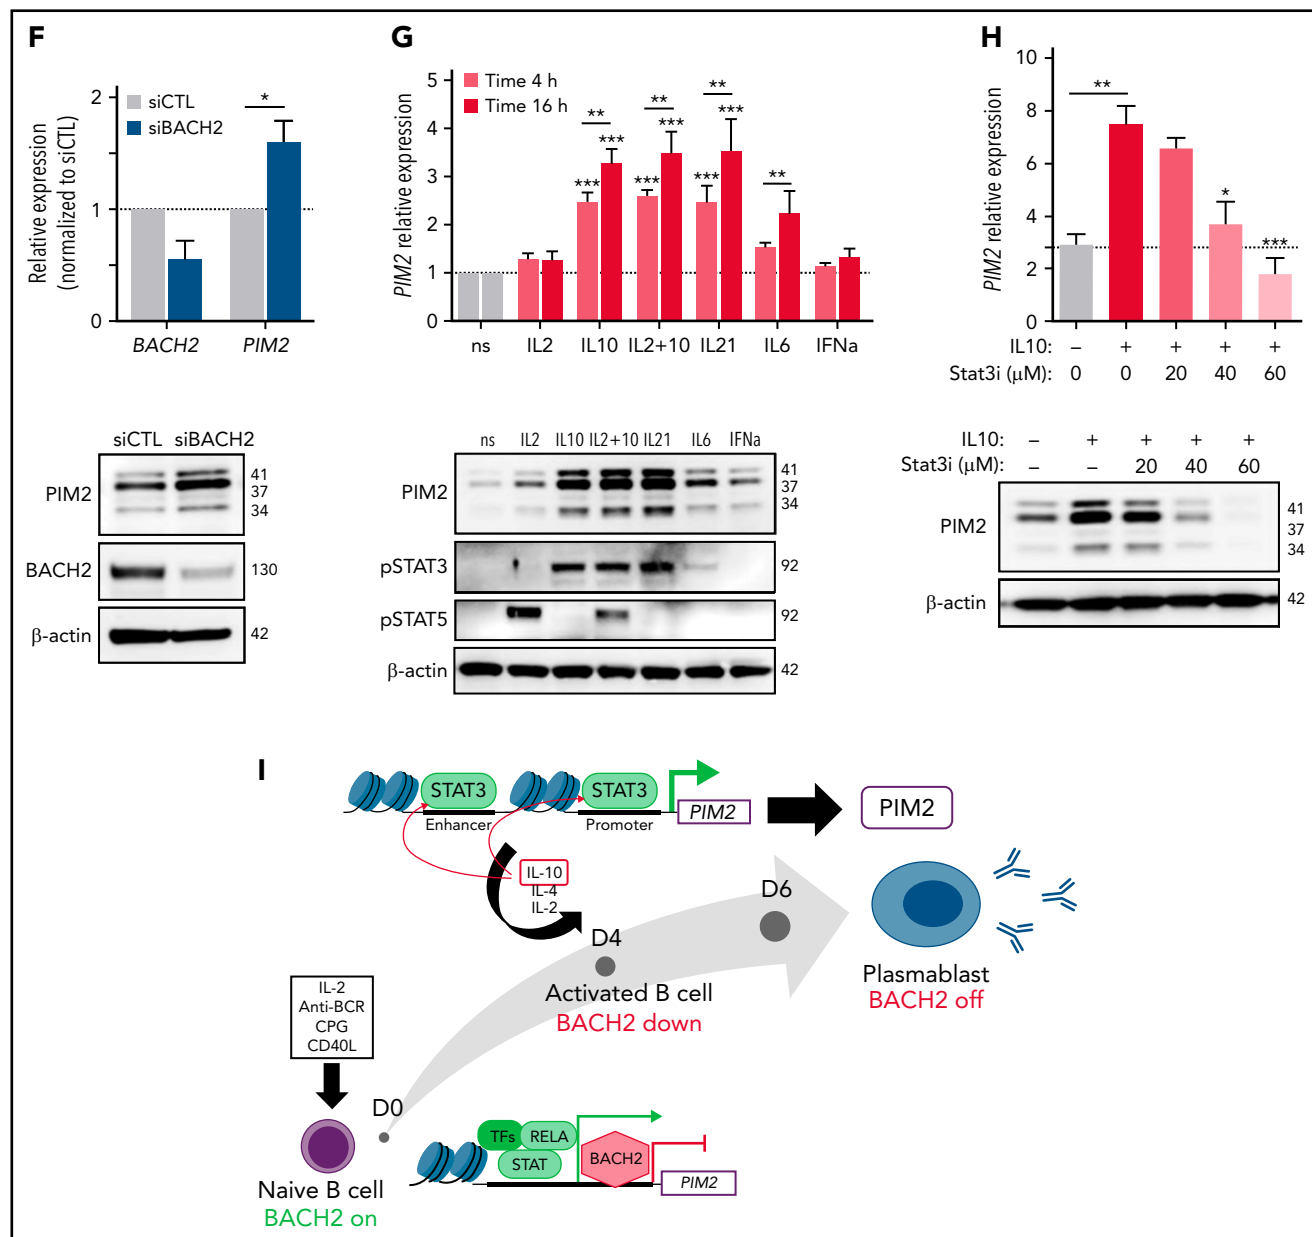 F
Relative expression
(normalized to siCTL)
2
1
0
siCTL
siBACH2
*
BACH2 PIM2
siCTL siBACH2
PIM2
41
37
34
BACH2 130
β-actin 42
G
PIM2 relative expression
5
4
3
2
1
0
Time 4 h
Time 16 h
** ** **
*** *** ***
*** *** ***
**
ns IL2 IL10 IL2+10 IL21 IL6 IFNa
ns IL2 IL10 IL2+10 IL21 IL6 IFNa
PIM2
41
37
34
pSTAT3 92
pSTAT5 92
β-actin 42
H
PIM2 relative expression
10
8
6
4
2
0
**
*
***
IL10: – + + + +
Stat3i (μM): 0 0 20 40 60
IL10: – + + + +
Stat3i (μM): – – 20 40 60
PIM2
41
37
34
β-actin 42
I
STAT3 STAT3
Enhancer Promoter PIM2
PIM2
IL-10
IL-4
IL-2
D6
D4
Activated B cell
BACH2 down
Plasmablast
BACH2 off
IL-2
Anti-BCR
CPG
CD40L
D0
Naive B cell
BACH2 on
TFs RELA
STAT
BACH2
PIM2